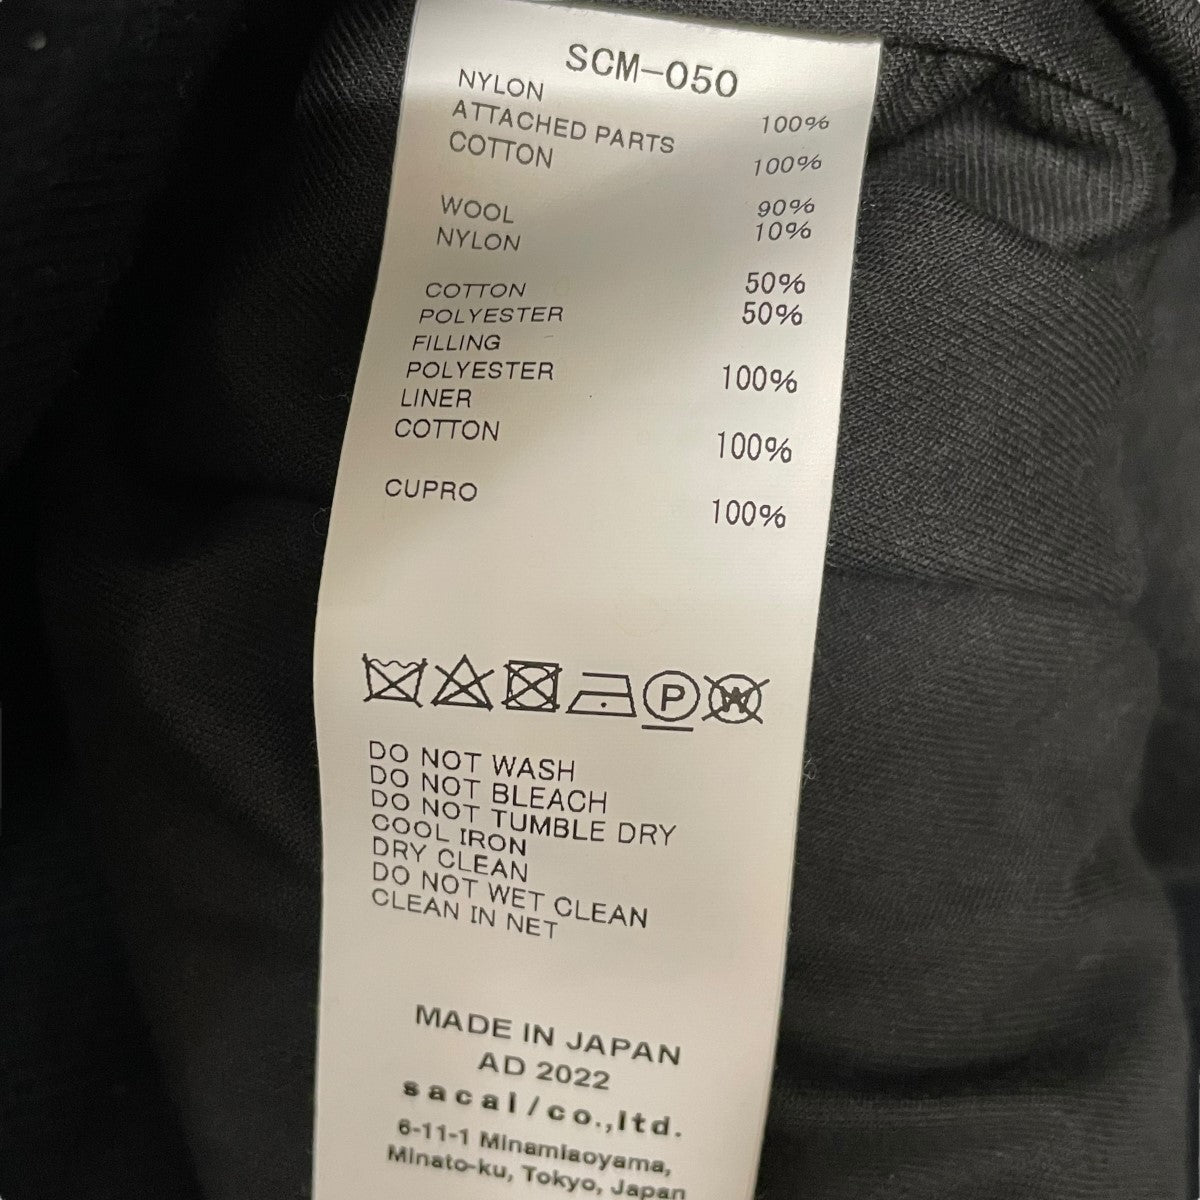 SCM-050
NYLON 100%
ATTACHED PARTS
COTTON 100%
WOOL 90%
NYLON 10%
COTTON 50%
POLYESTER 50%
FILLING
POLYESTER 100%
LINER
COTTON 100%
CUPRO 100%
P W
DO NOT WASH
DO NOT BLEACH
DO NOT TUMBLE DRY
COOL IRON
DRY CLEAN
DO NOT WET CLEAN
CLEAN IN NET
MADE IN JAPAN
AD 2022
sacai/co.,ltd.
6-11-1 Minamiaoyama,
Minato-ku, Tokyo, Japan